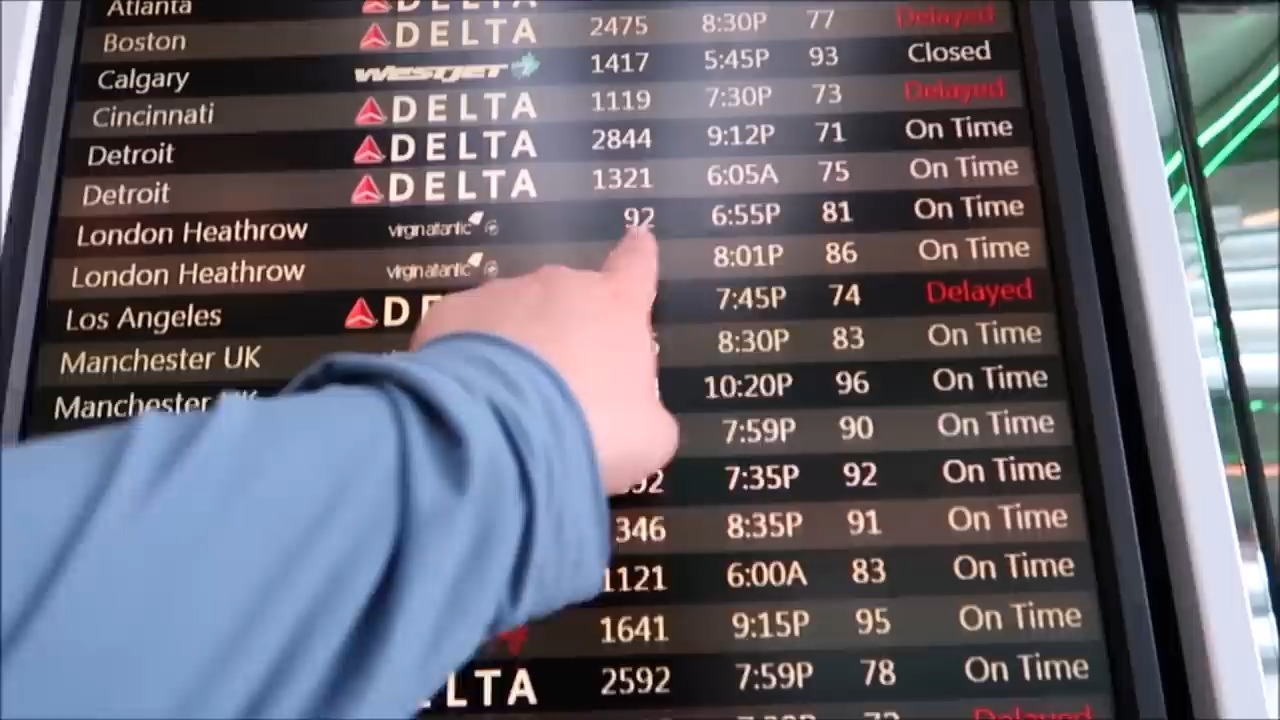 Atlanta DELTA
Boston DELTA 2475 8:30P 77 Delayed
Calgary WESTJET 1417 5:45P 93 Closed
Cincinnati DELTA 1119 7:30P 73 Delayed
Detroit DELTA 2844 9:12P 71 On Time
Detroit DELTA 1321 6:05A 75 On Time
London Heathrow virgin atlantic 92 6:55P 81 On Time
London Heathrow virgin atlantic 8:01P 86 On Time
Los Angeles DE 7:45P 74 Delayed
Manchester UK 8:30P 83 On Time
Manchester 10:20P 96 On Time
7:59P 90 On Time
92 7:35P 92 On Time
346 8:35P 91 On Time
1121 6:00A 83 On Time
1641 9:15P 95 On Time
ELTA 2592 7:59P 78 On Time
Delayed